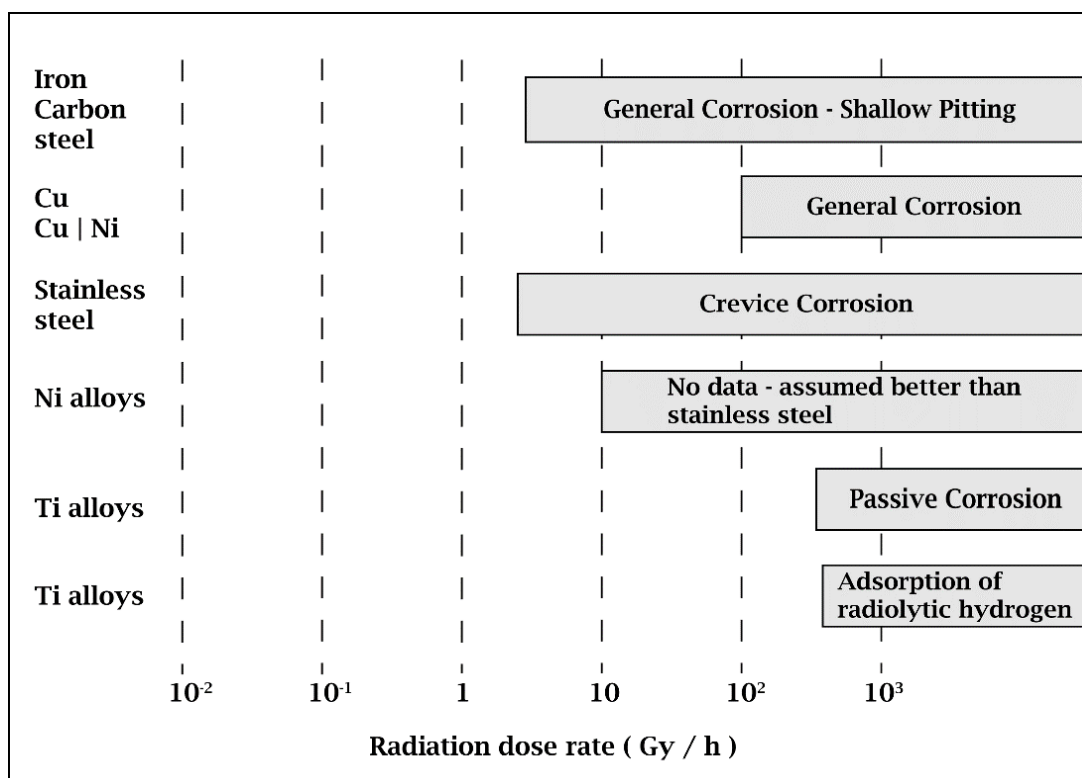 Iron
Carbon
steel
General Corrosion - Shallow Pitting
Cu
Cu | Ni
General Corrosion
Stainless
steel
Crevice Corrosion
Ni alloys
No data - assumed better than
stainless steel
Ti alloys
Passive Corrosion
Ti alloys
Adsorption of
radiolytic hydrogen
10⁻² 10⁻¹ 1 10 10² 10³
Radiation dose rate ( Gy / h )